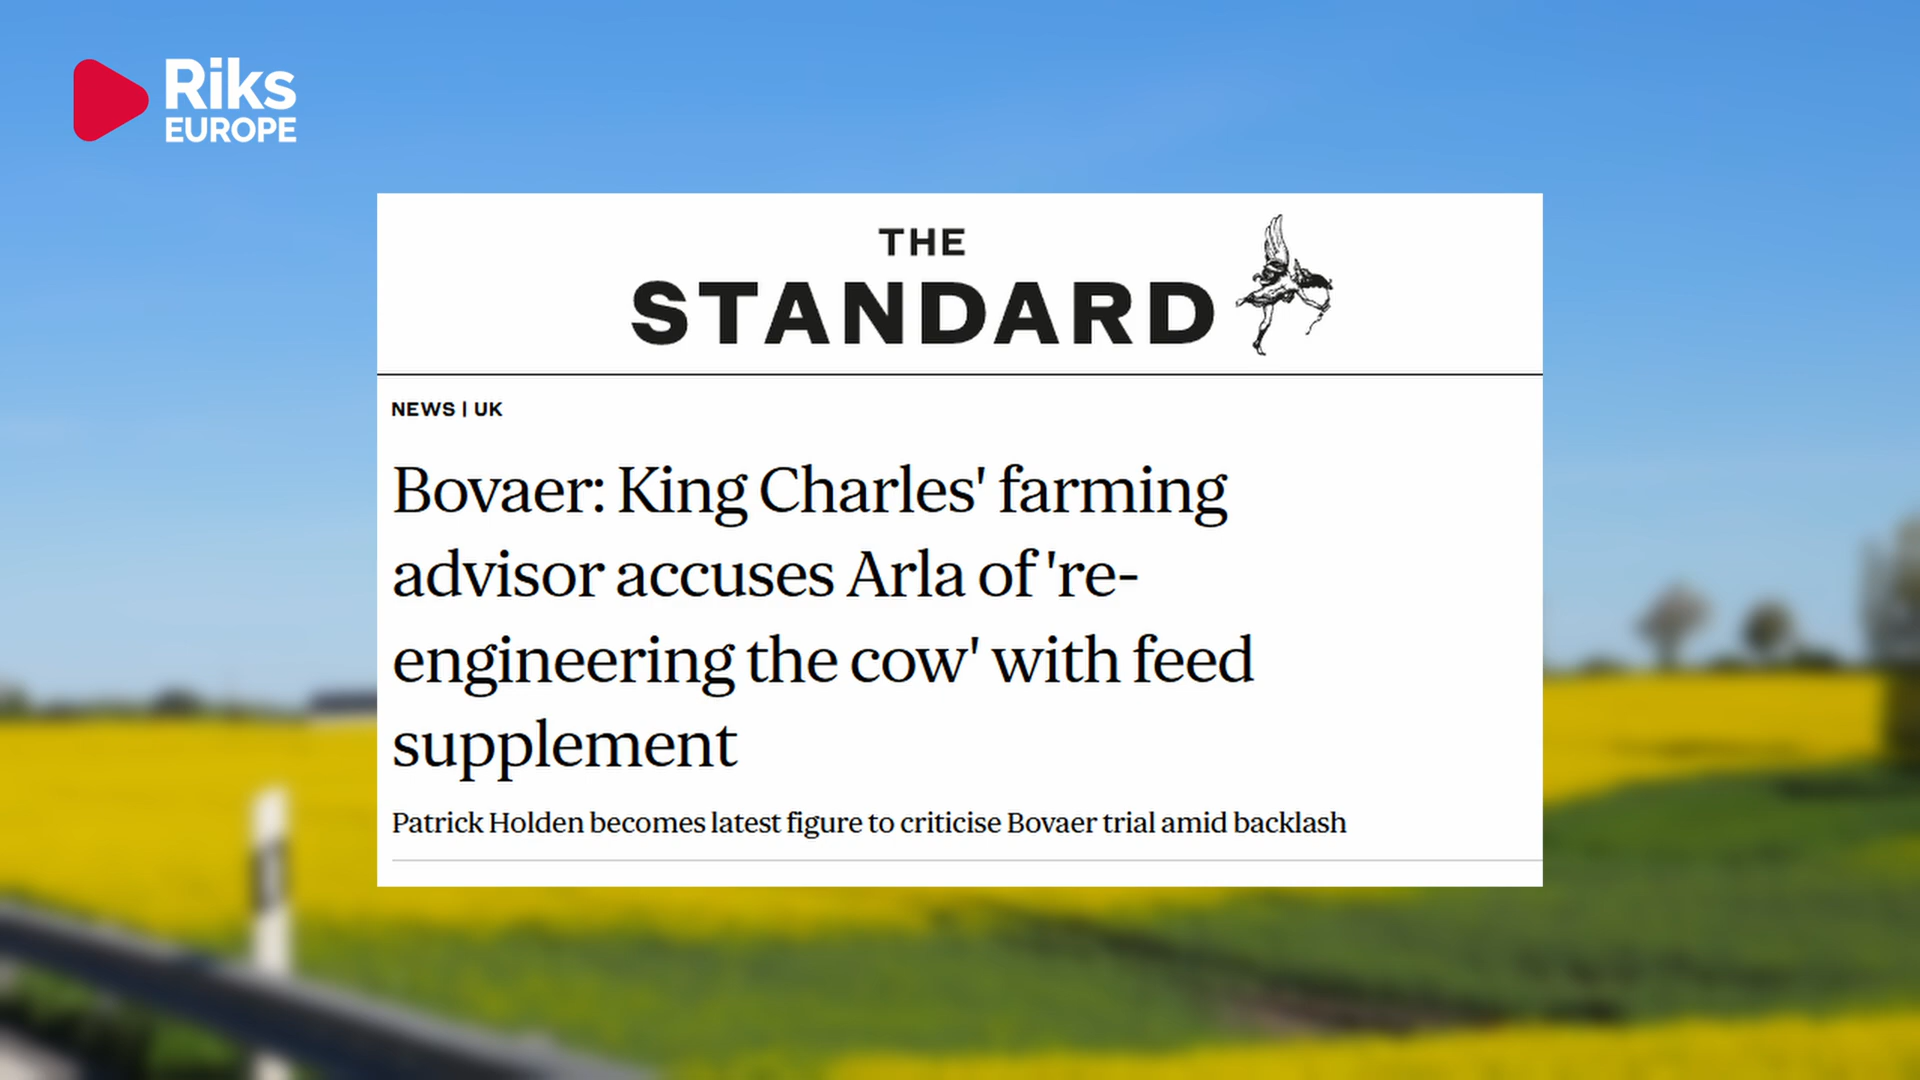 Riks
EUROPE
THE
STANDARD
NEWS | UK
Bovaer: King Charles' farming
advisor accuses Arla of 're-
engineering the cow' with feed
supplement
Patrick Holden becomes latest figure to criticise Bovaer trial amid backlash